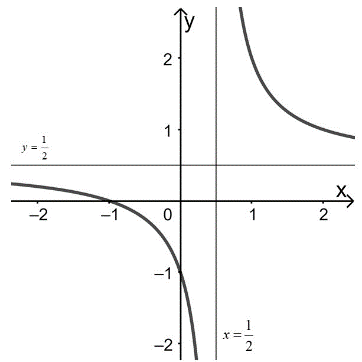 y
2
1
y = 1/2
x
-2
-1
0
1
2
-1
-2
x = 1/2